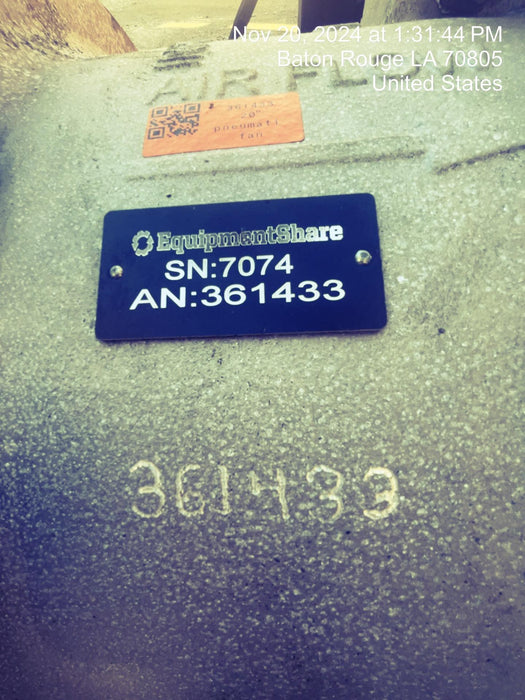 Nov 20, 2024 at 1:31:44 PM
Baton Rouge LA 70805
United States
AIR FL
361433
20"
pneumati
fan
EquipmentShare
SN:7074
AN:361433
361433